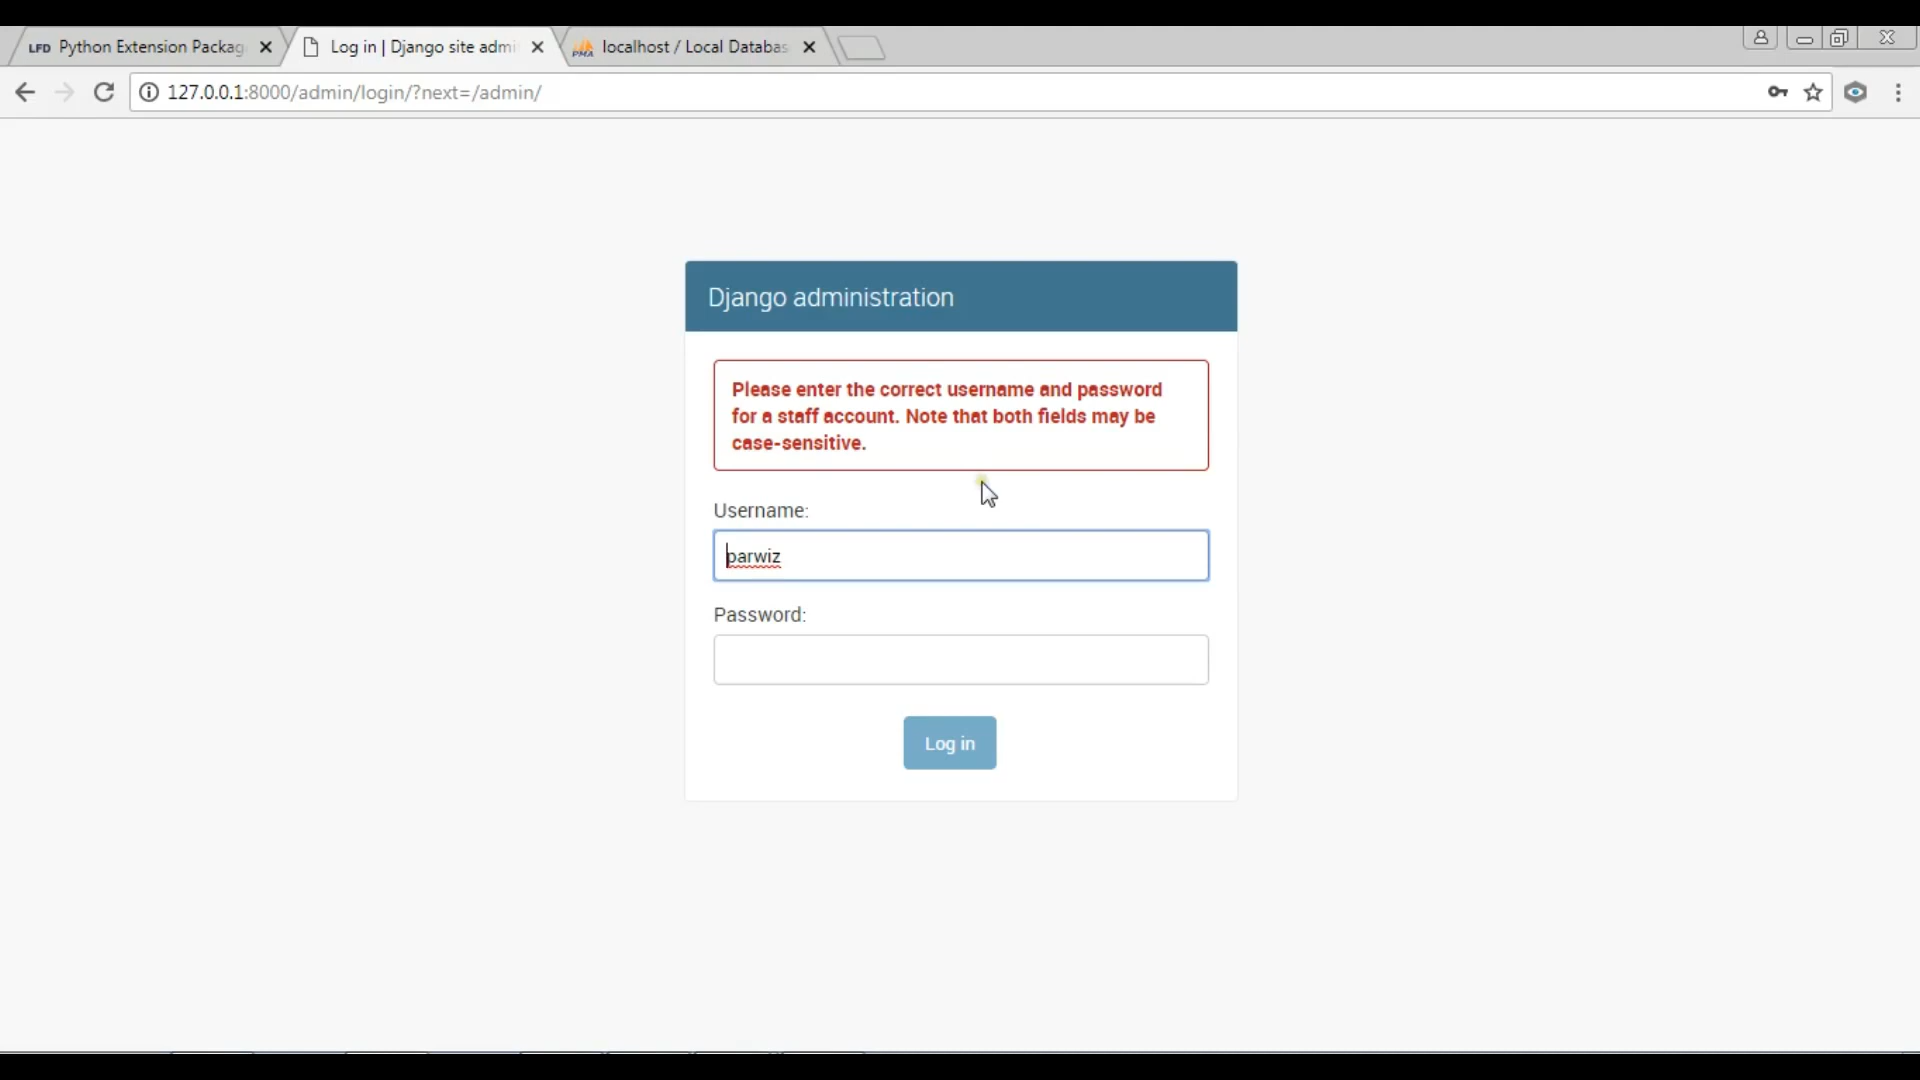 LFD Python Extension Packag
Log in | Django site admi
PMA localhost / Local Databas
127.0.0.1:8000/admin/login/?next=/admin/
Django administration
Please enter the correct username and password
for a staff account. Note that both fields may be
case-sensitive.
Username:
parwiz
Password:
Log in